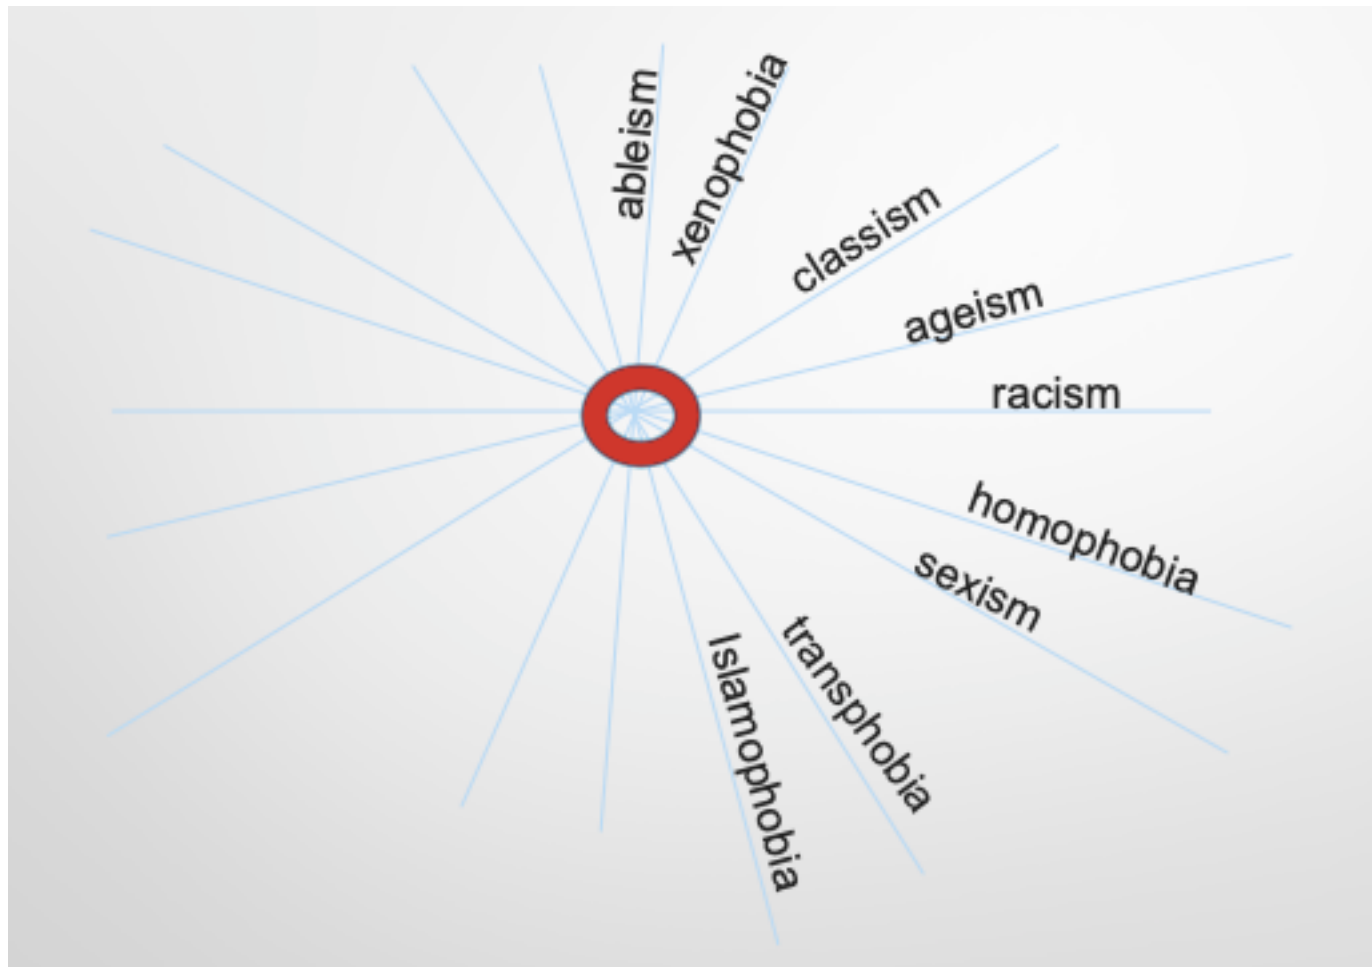 ableism
xenophobia
classism
ageism
racism
homophobia
sexism
transphobia
Islamophobia